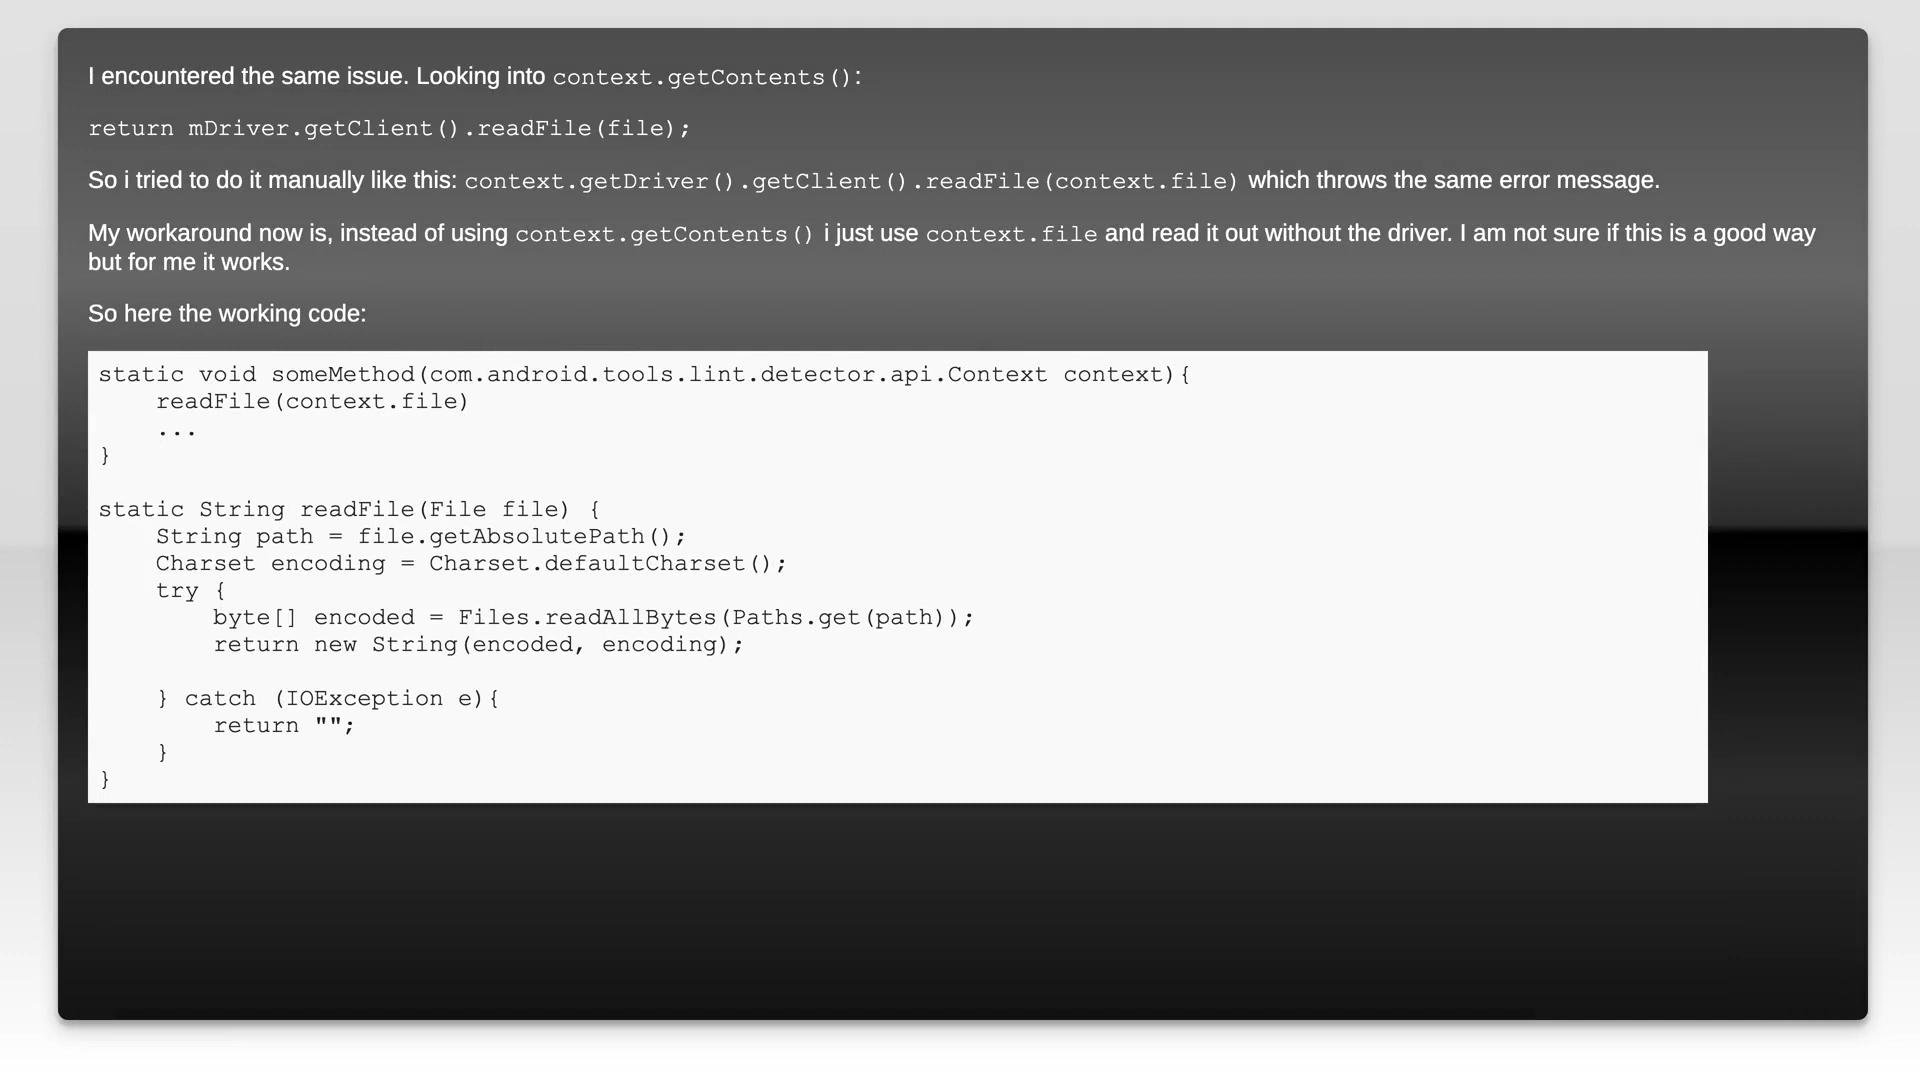 I encountered the same issue. Looking into context.getContents():
return mDriver.getClient().readFile(file);
So i tried to do it manually like this: context.getDriver().getClient().readFile(context.file) which throws the same error message.
My workaround now is, instead of using context.getContents() i just use context.file and read it out without the driver. I am not sure if this is a good way
but for me it works.
So here the working code:
static void someMethod(com.android.tools.lint.detector.api.Context context){
    readFile(context.file)
    ...
}
static String readFile(File file) {
    String path = file.getAbsolutePath();
    Charset encoding = Charset.defaultCharset();
    try {
        byte[] encoded = Files.readAllBytes(Paths.get(path));
        return new String(encoded, encoding);
    } catch (IOException e){
        return "";
    }
}